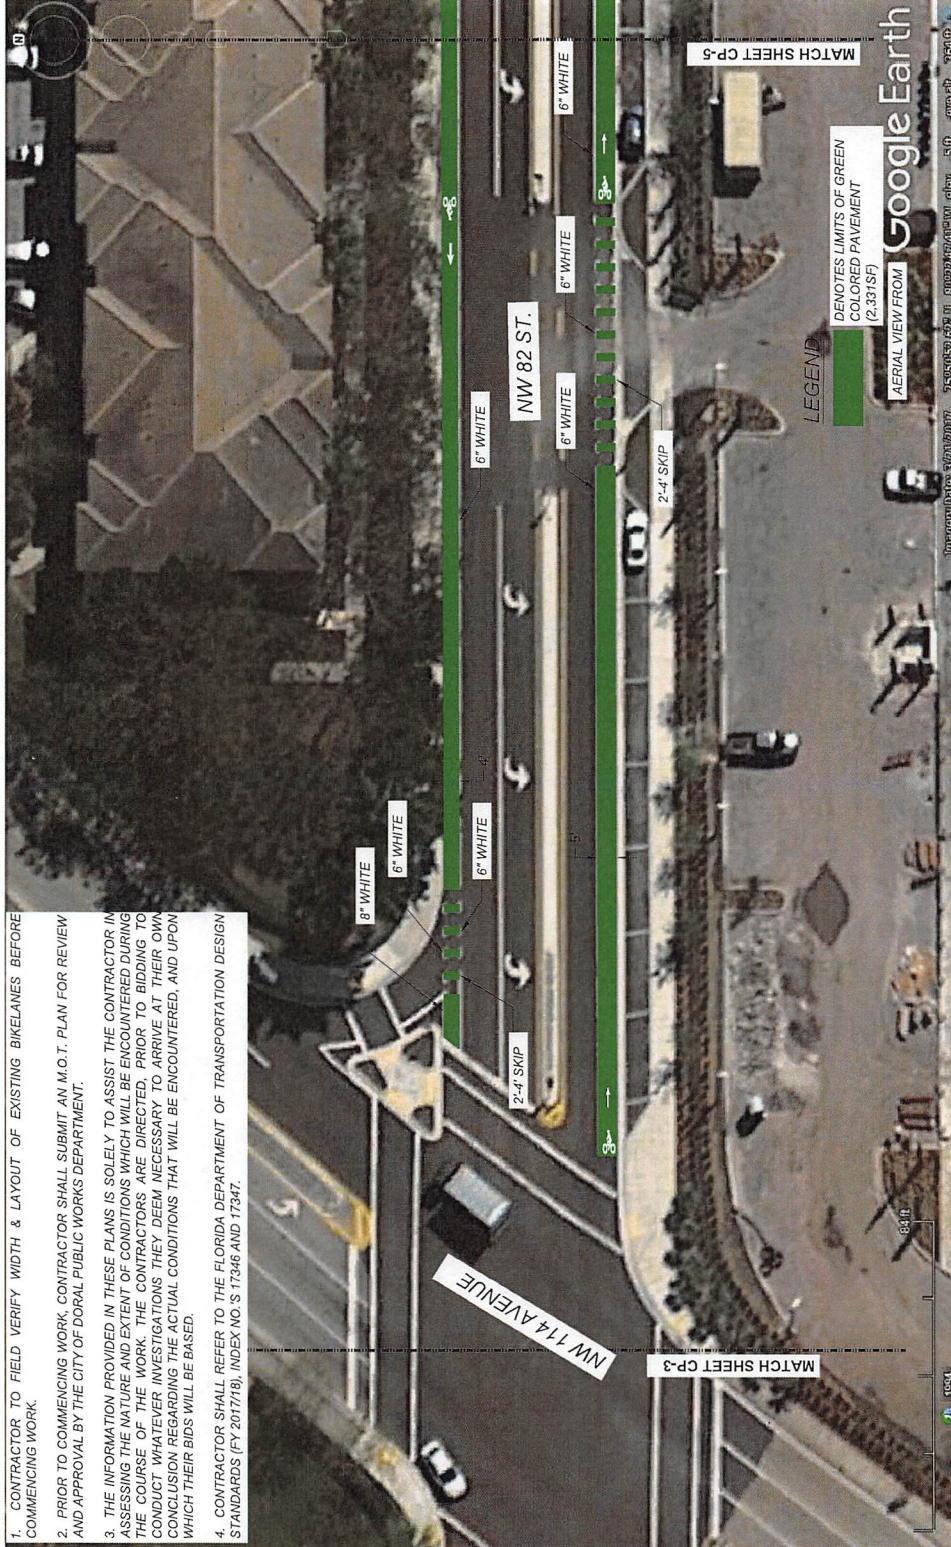 1. CONTRACTOR TO FIELD VERIFY WIDTH & LAYOUT OF EXISTING BIKELANES BEFORE
COMMENCING WORK.
2. PRIOR TO COMMENCING WORK, CONTRACTOR SHALL SUBMIT AN M.O.T. PLAN FOR REVIEW
AND APPROVAL BY THE CITY OF DORAL PUBLIC WORKS DEPARTMENT.
3. THE INFORMATION PROVIDED IN THESE PLANS IS SOLELY TO ASSIST THE CONTRACTOR IN
ASSESSING THE NATURE AND EXTENT OF CONDITIONS WHICH WILL BE ENCOUNTERED DURING
THE COURSE OF THE WORK. THE CONTRACTORS ARE DIRECTED, PRIOR TO BIDDING TO
CONDUCT WHATEVER INVESTIGATIONS THEY DEEM NECESSARY TO ARRIVE AT THEIR OWN
CONCLUSION REGARDING THE ACTUAL CONDITIONS THAT WILL BE ENCOUNTERED, AND UPON
WHICH THEIR BIDS WILL BE BASED.
4. CONTRACTOR SHALL REFER TO THE FLORIDA DEPARTMENT OF TRANSPORTATION DESIGN
STANDARDS (FY 2017/18), INDEX NO.'S 17346 AND 17347.
N
8" WHITE
6" WHITE
6" WHITE
2-4' SKIP
4'
6" WHITE
NW 82 ST.
6" WHITE
6" WHITE
6" WHITE
5'
2'-4' SKIP
NW 114 AVENUE
MATCH SHEET CP-3
MATCH SHEET CP-5
LEGEND
DENOTES LIMITS OF GREEN
COLORED PAVEMENT
(2,331SF)
AERIAL VIEW FROM
Google Earth
84 ft